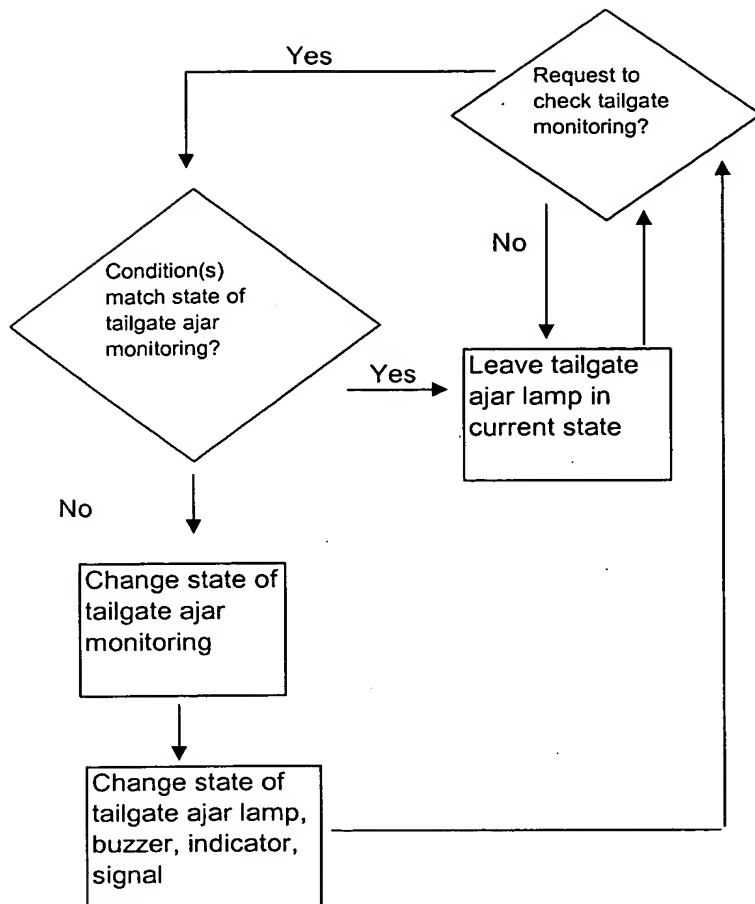 Yes
Request to
check tailgate
monitoring?
No
Condition(s)
match state of
tailgate ajar
monitoring?
Yes
Leave tailgate
ajar lamp in
current state
No
Change state of
tailgate ajar
monitoring
Change state of
tailgate ajar lamp,
buzzer, indicator,
signal